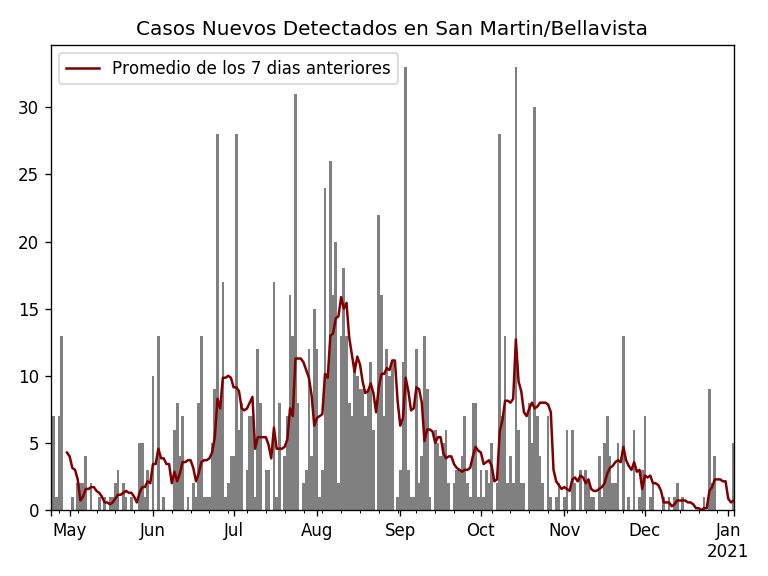 Casos Nuevos Detectados en San Martin/Bellavista
Promedio de los 7 dias anteriores
30
25
20
15
10
5
0
May Jun Jul Aug Sep Oct Nov Dec Jan
2021